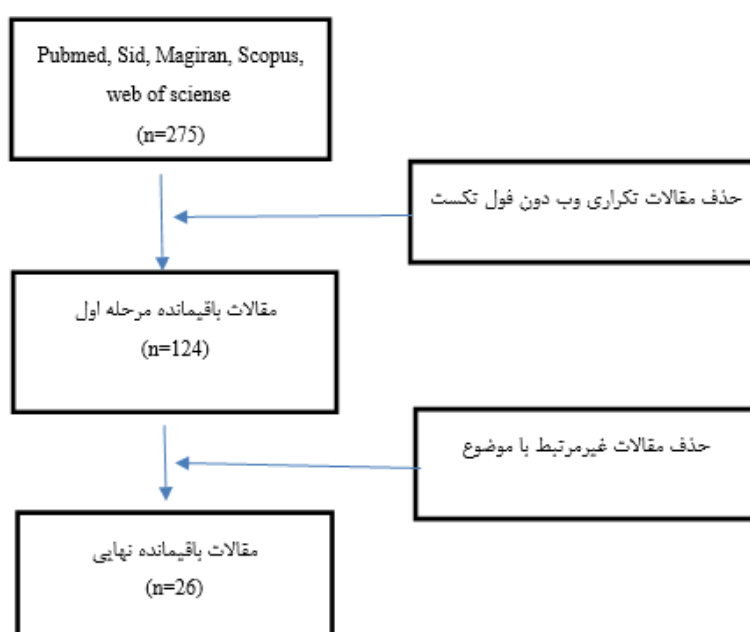 Pubmed, Sid, Magiran, Scopus,
web of sciense
(n=275)
حذف مقالات تکراری وب دون فول تکست
مقالات باقیمانده مرحله اول
(n=124)
حذف مقالات غیرمرتبط با موضوع
مقالات باقیمانده نهایی
(n=26)